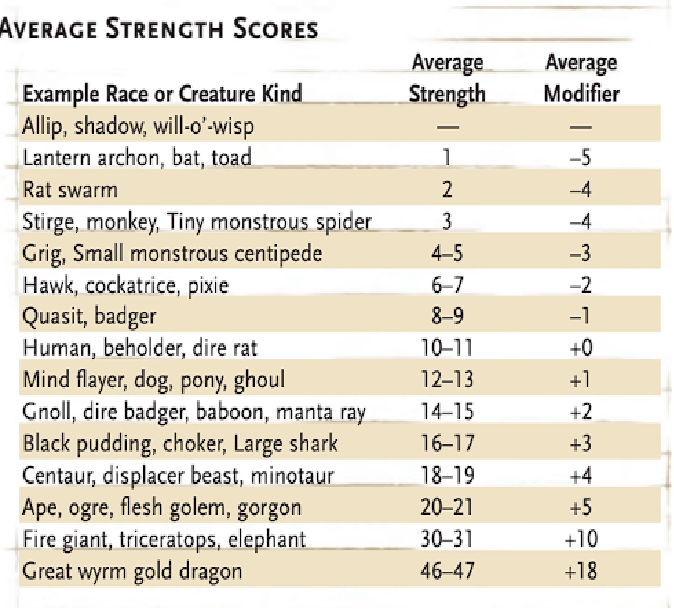 AVERAGE STRENGTH SCORES
Average Average
Example Race or Creature Kind Strength Modifier
Allip, shadow, will-o'-wisp — —
Lantern archon, bat, toad 1 –5
Rat swarm 2 –4
Stirge, monkey, Tiny monstrous spider 3 –4
Grig, Small monstrous centipede 4–5 –3
Hawk, cockatrice, pixie 6–7 –2
Quasit, badger 8–9 –1
Human, beholder, dire rat 10–11 +0
Mind flayer, dog, pony, ghoul 12–13 +1
Gnoll, dire badger, baboon, manta ray 14–15 +2
Black pudding, choker, Large shark 16–17 +3
Centaur, displacer beast, minotaur 18–19 +4
Ape, ogre, flesh golem, gorgon 20–21 +5
Fire giant, triceratops, elephant 30–31 +10
Great wyrm gold dragon 46–47 +18